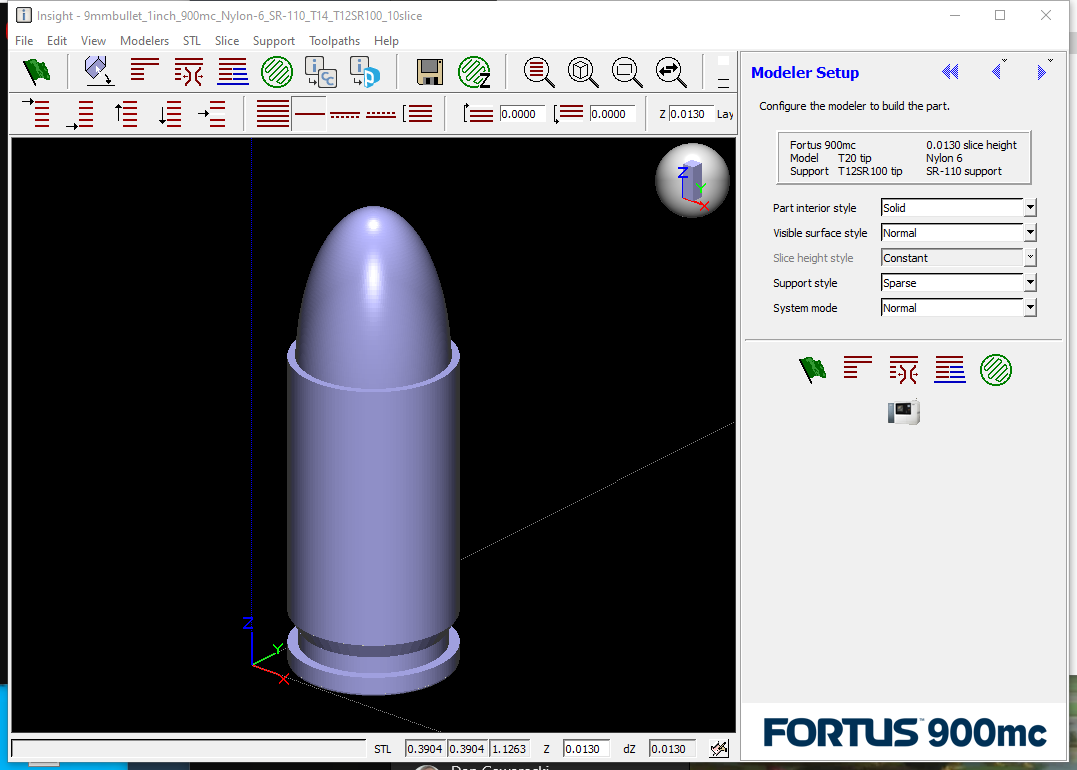 Insight - 9mmbullet_1inch_900mc_Nylon-6_SR-110_T14_T12SR100_10slice
File Edit View Modelers STL Slice Support Toolpaths Help
0.0000 0.0000 Z 0.0130 Lay
Modeler Setup
Configure the modeler to build the part.
Fortus 900mc 0.0130 slice height
Model T20 tip Nylon 6
Support T12SR100 tip SR-110 support
Part interior style Solid
Visible surface style Normal
Slice height style Constant
Support style Sparse
System mode Normal
Z
Y
X
Z
Y
X
FORTUS™ 900mc
STL 0.3904 0.3904 1.1263 Z 0.0130 dZ 0.0130